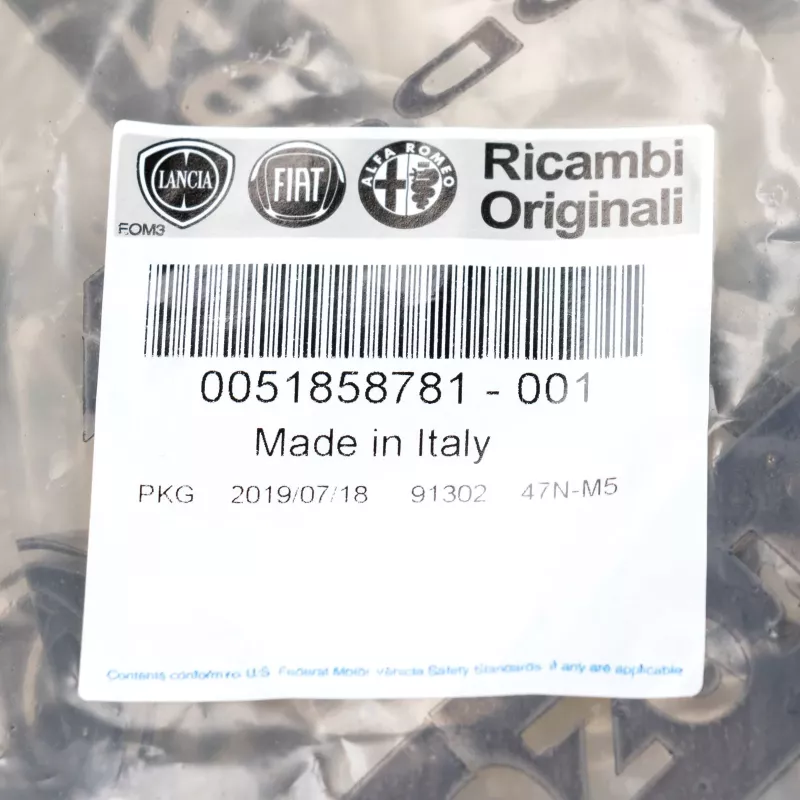 LANCIA FIAT ALFA ROMEO Ricambi
Originali
EOM3
0051858781 - 001
Made in Italy
PKG 2019/07/18 91302 47N-M5
Contents conform to U.S. Federal Motor Vehicle Safety Standards if any are applicable